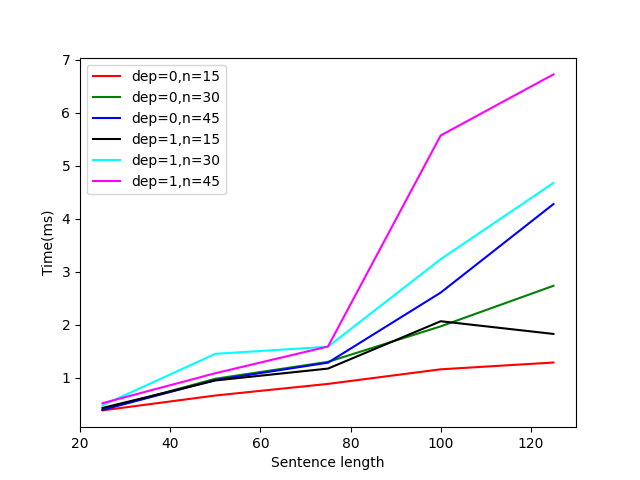 7
6
5
4
3
2
1
Time(ms)
dep=0,n=15
dep=0,n=30
dep=0,n=45
dep=1,n=15
dep=1,n=30
dep=1,n=45
20 40 60 80 100 120
Sentence length